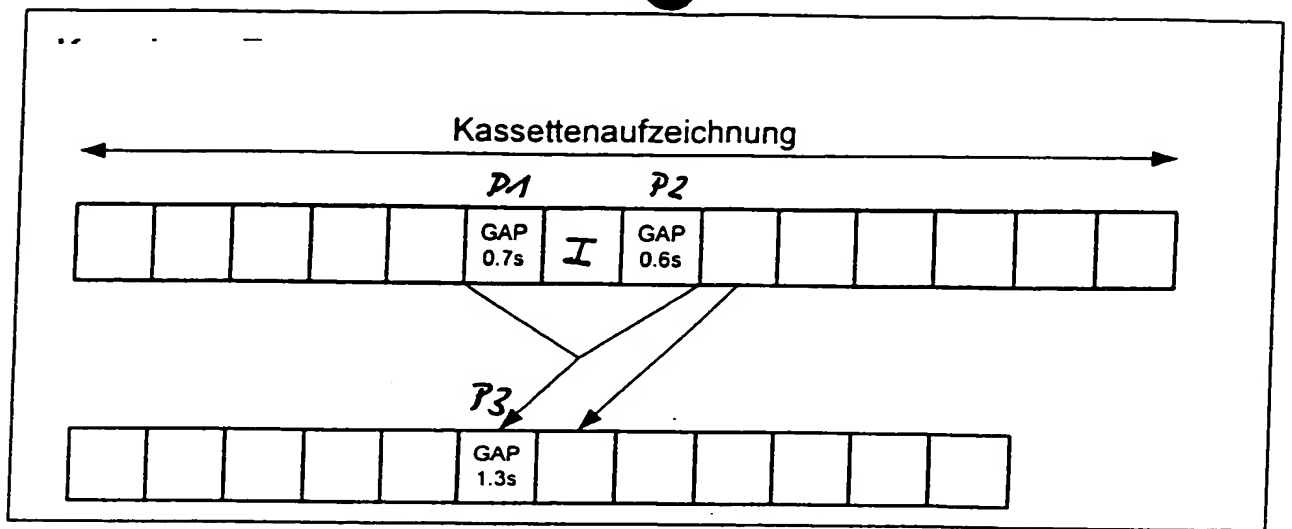 Kassettenaufzeichnung
P1 P2
GAP I GAP
0.7s 0.6s
P3
GAP
1.3s